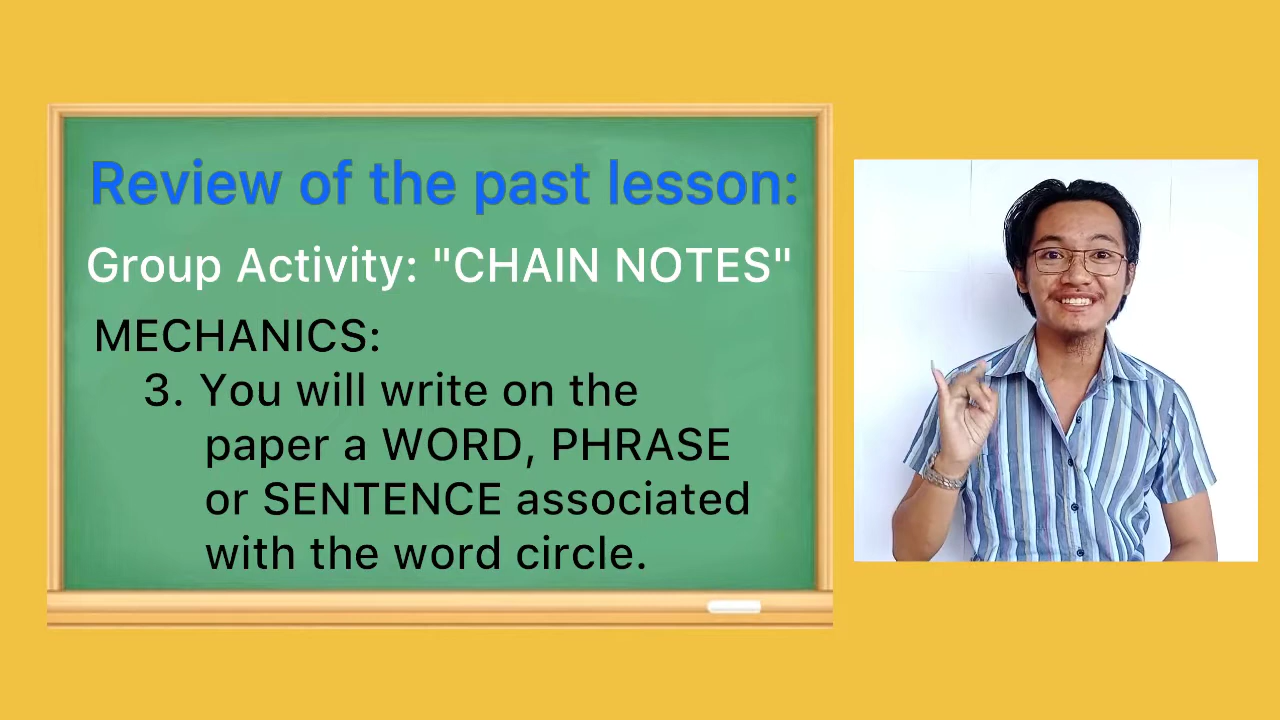 Review of the past lesson:
Group Activity: "CHAIN NOTES"
MECHANICS:
3. You will write on the
paper a WORD, PHRASE
or SENTENCE associated
with the word circle.